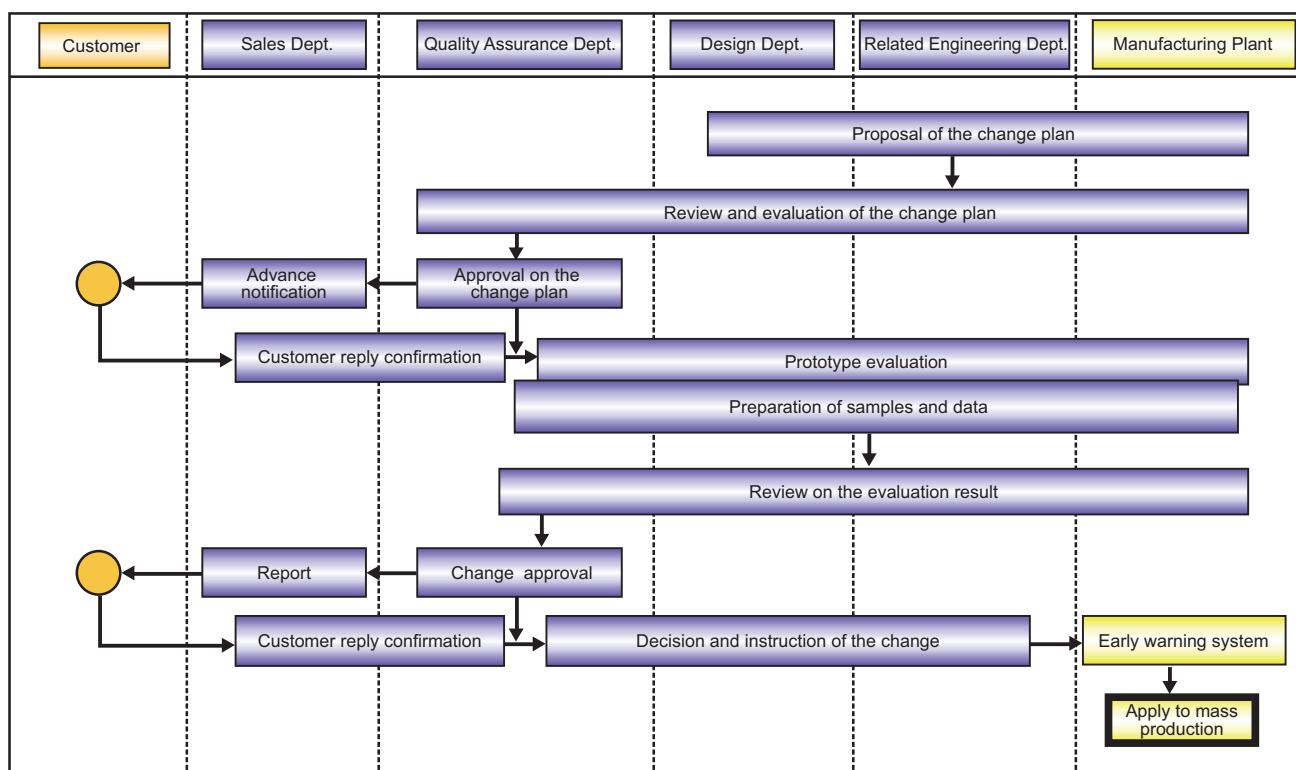 Customer
Sales Dept.
Quality Assurance Dept.
Design Dept.
Related Engineering Dept.
Manufacturing Plant
Proposal of the change plan
Review and evaluation of the change plan
Advance
notification
Approval on the
change plan
Customer reply confirmation
Prototype evaluation
Preparation of samples and data
Review on the evaluation result
Report
Change approval
Customer reply confirmation
Decision and instruction of the change
Early warning system
Apply to mass
production